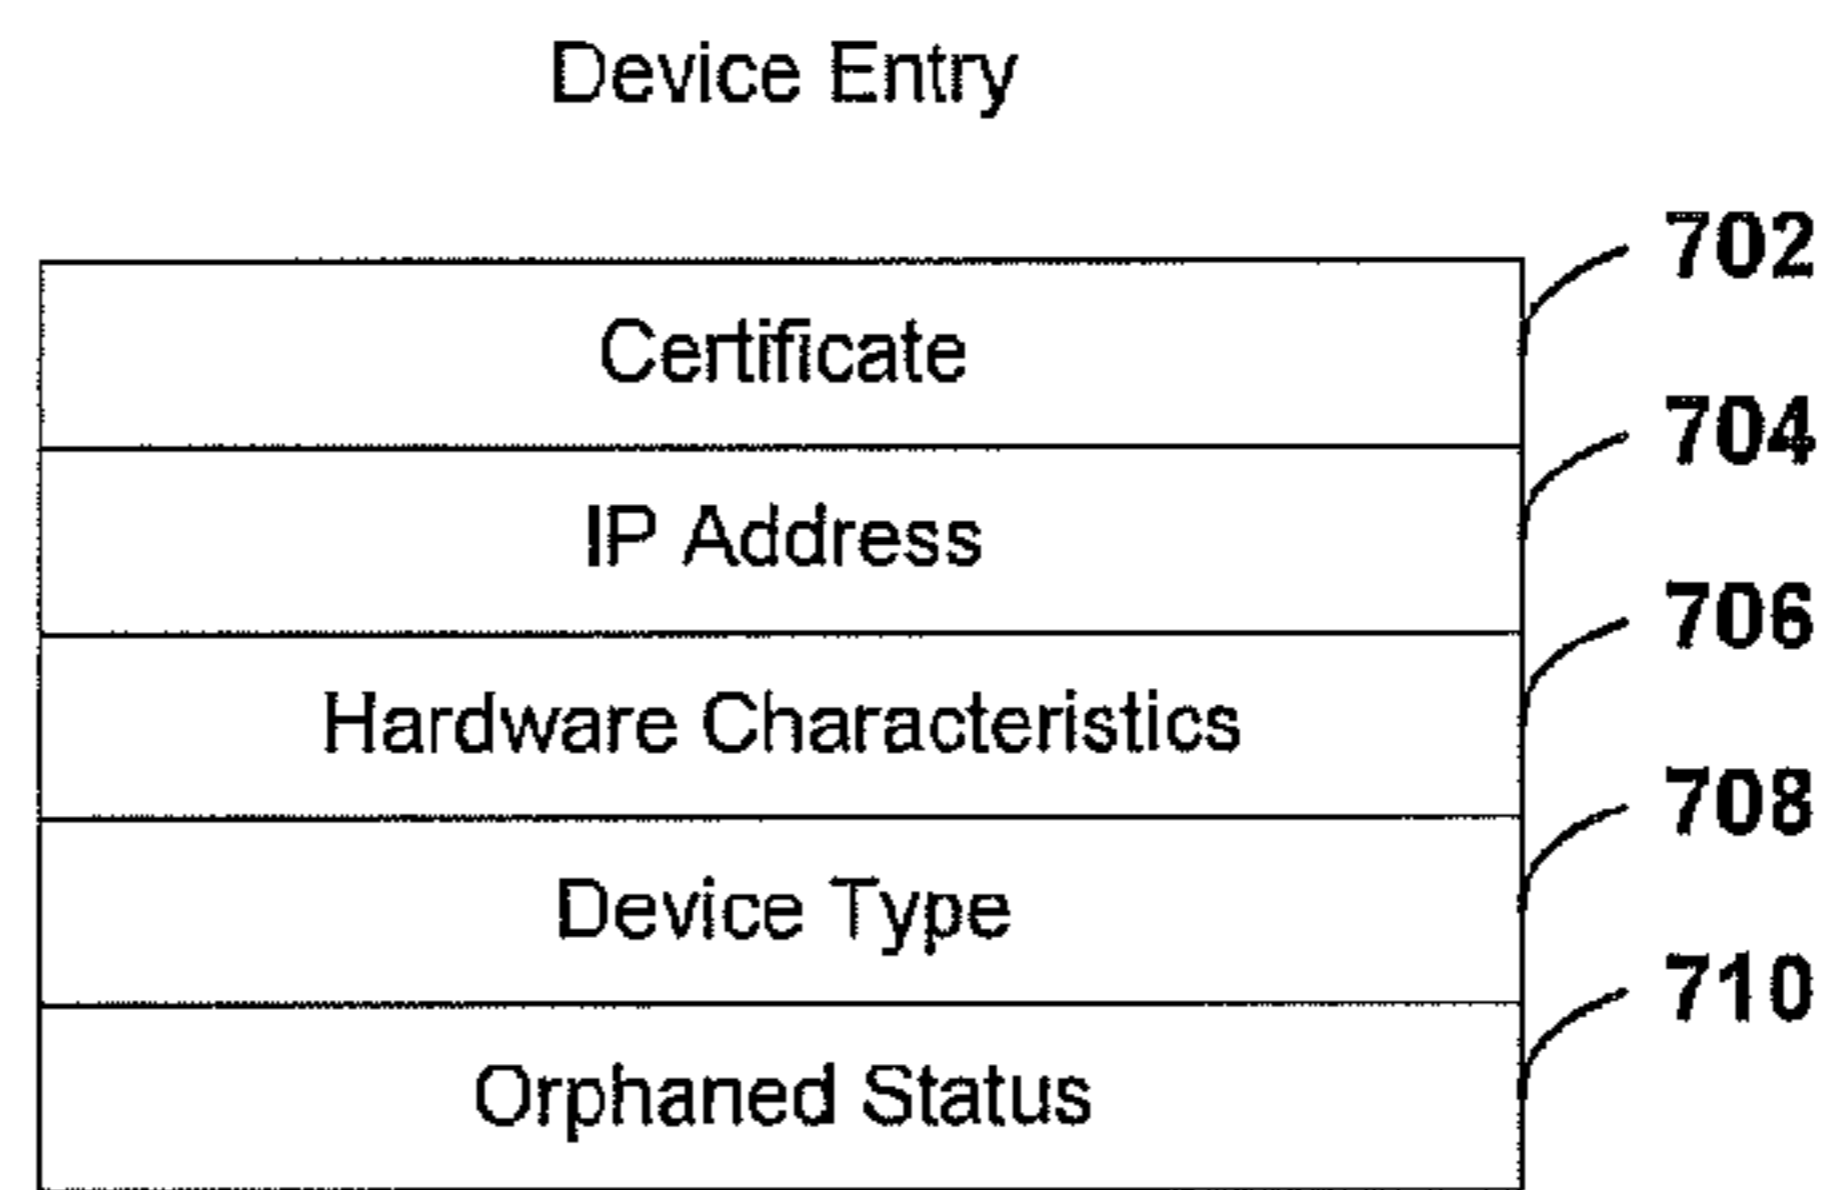 Device Entry
702
Certificate
704
IP Address
706
Hardware Characteristics
708
Device Type
710
Orphaned Status